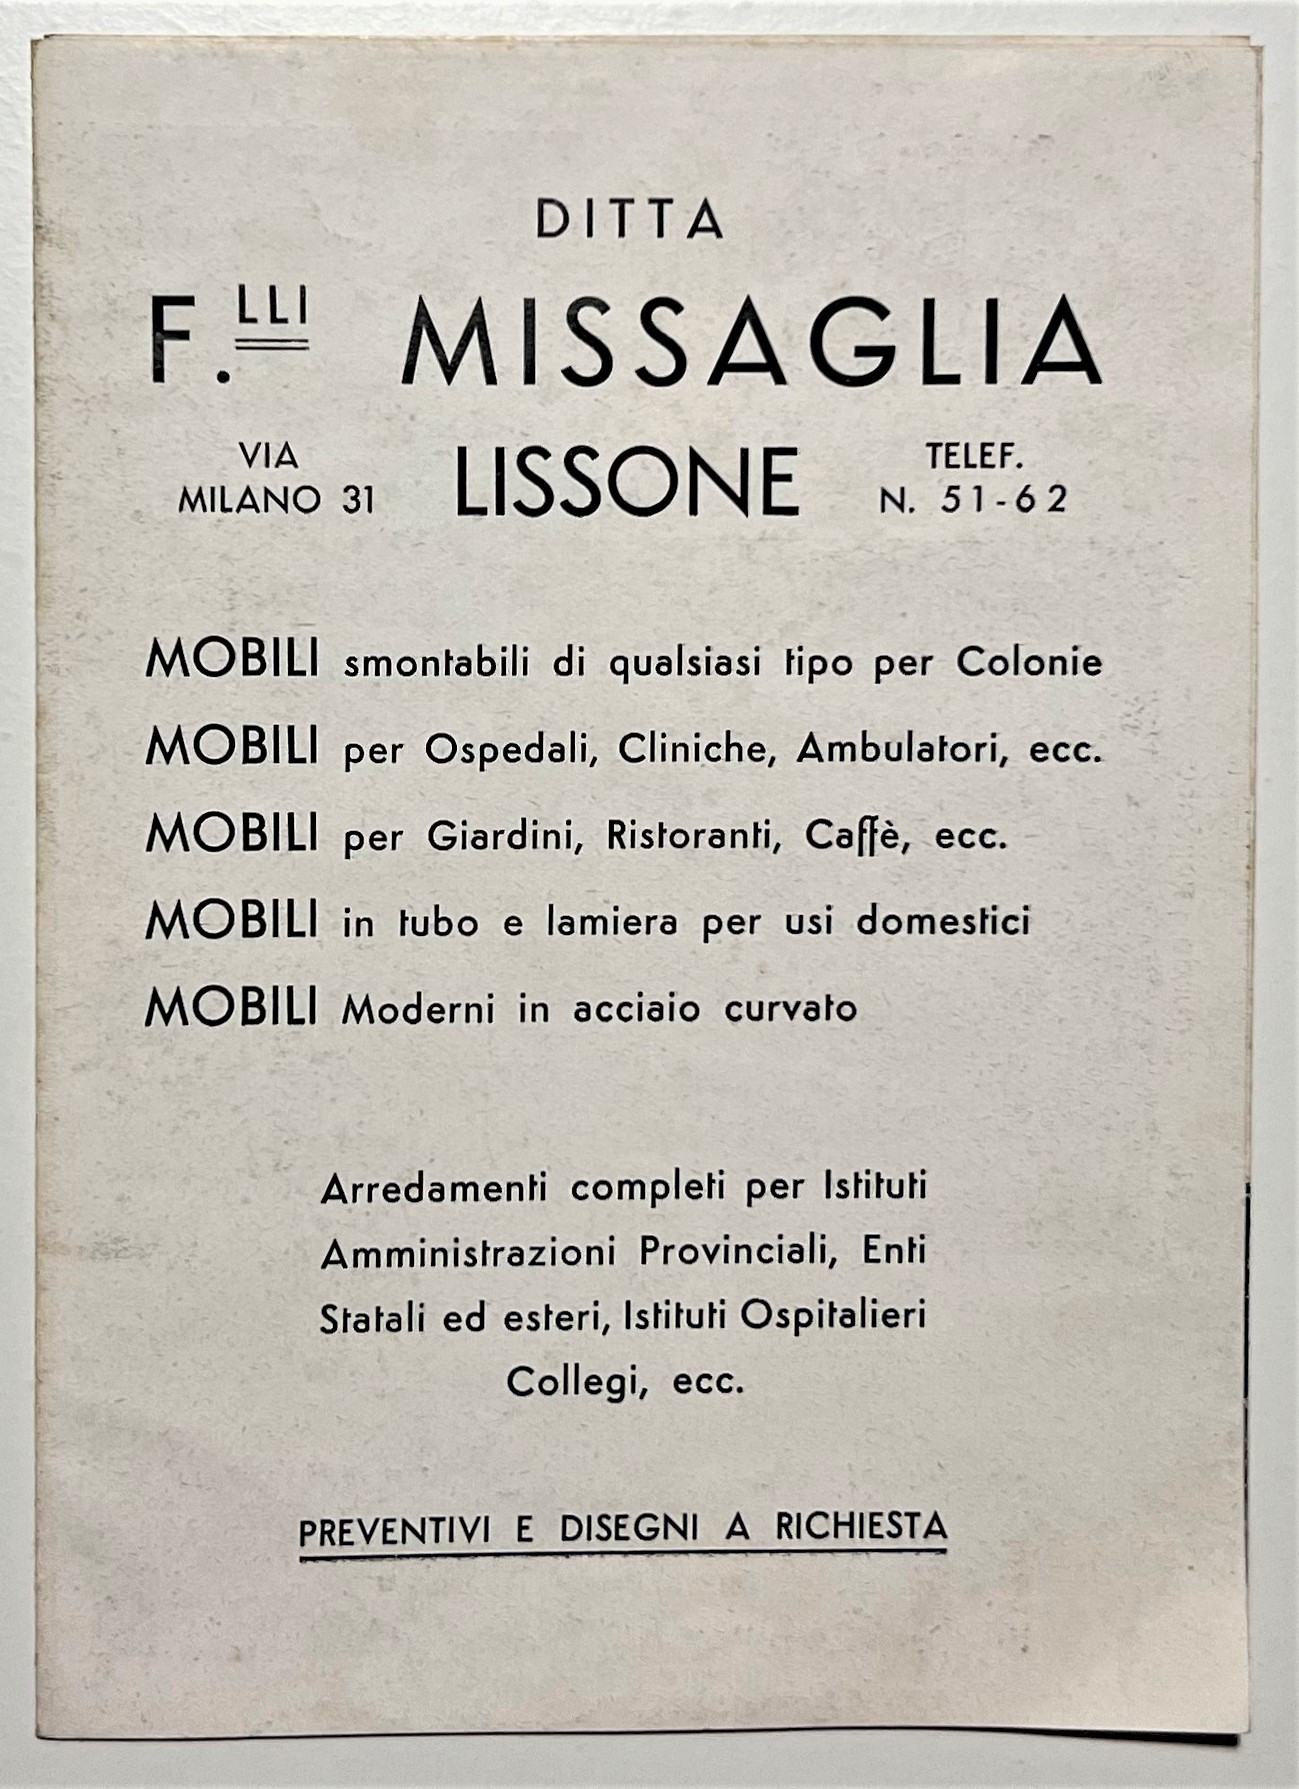 DITTA
F.LLI MISSAGLIA
VIA MILANO 31 LISSONE TELEF. N. 51-62
MOBILI smontabili di qualsiasi tipo per Colonie
MOBILI per Ospedali, Cliniche, Ambulatori, ecc.
MOBILI per Giardini, Ristoranti, Caffè, ecc.
MOBILI in tubo e lamiera per usi domestici
MOBILI Moderni in acciaio curvato
Arredamenti completi per Istituti
Amministrazioni Provinciali, Enti
Statali ed esteri, Istituti Ospitalieri
Collegi, ecc.
PREVENTIVI E DISEGNI A RICHIESTA